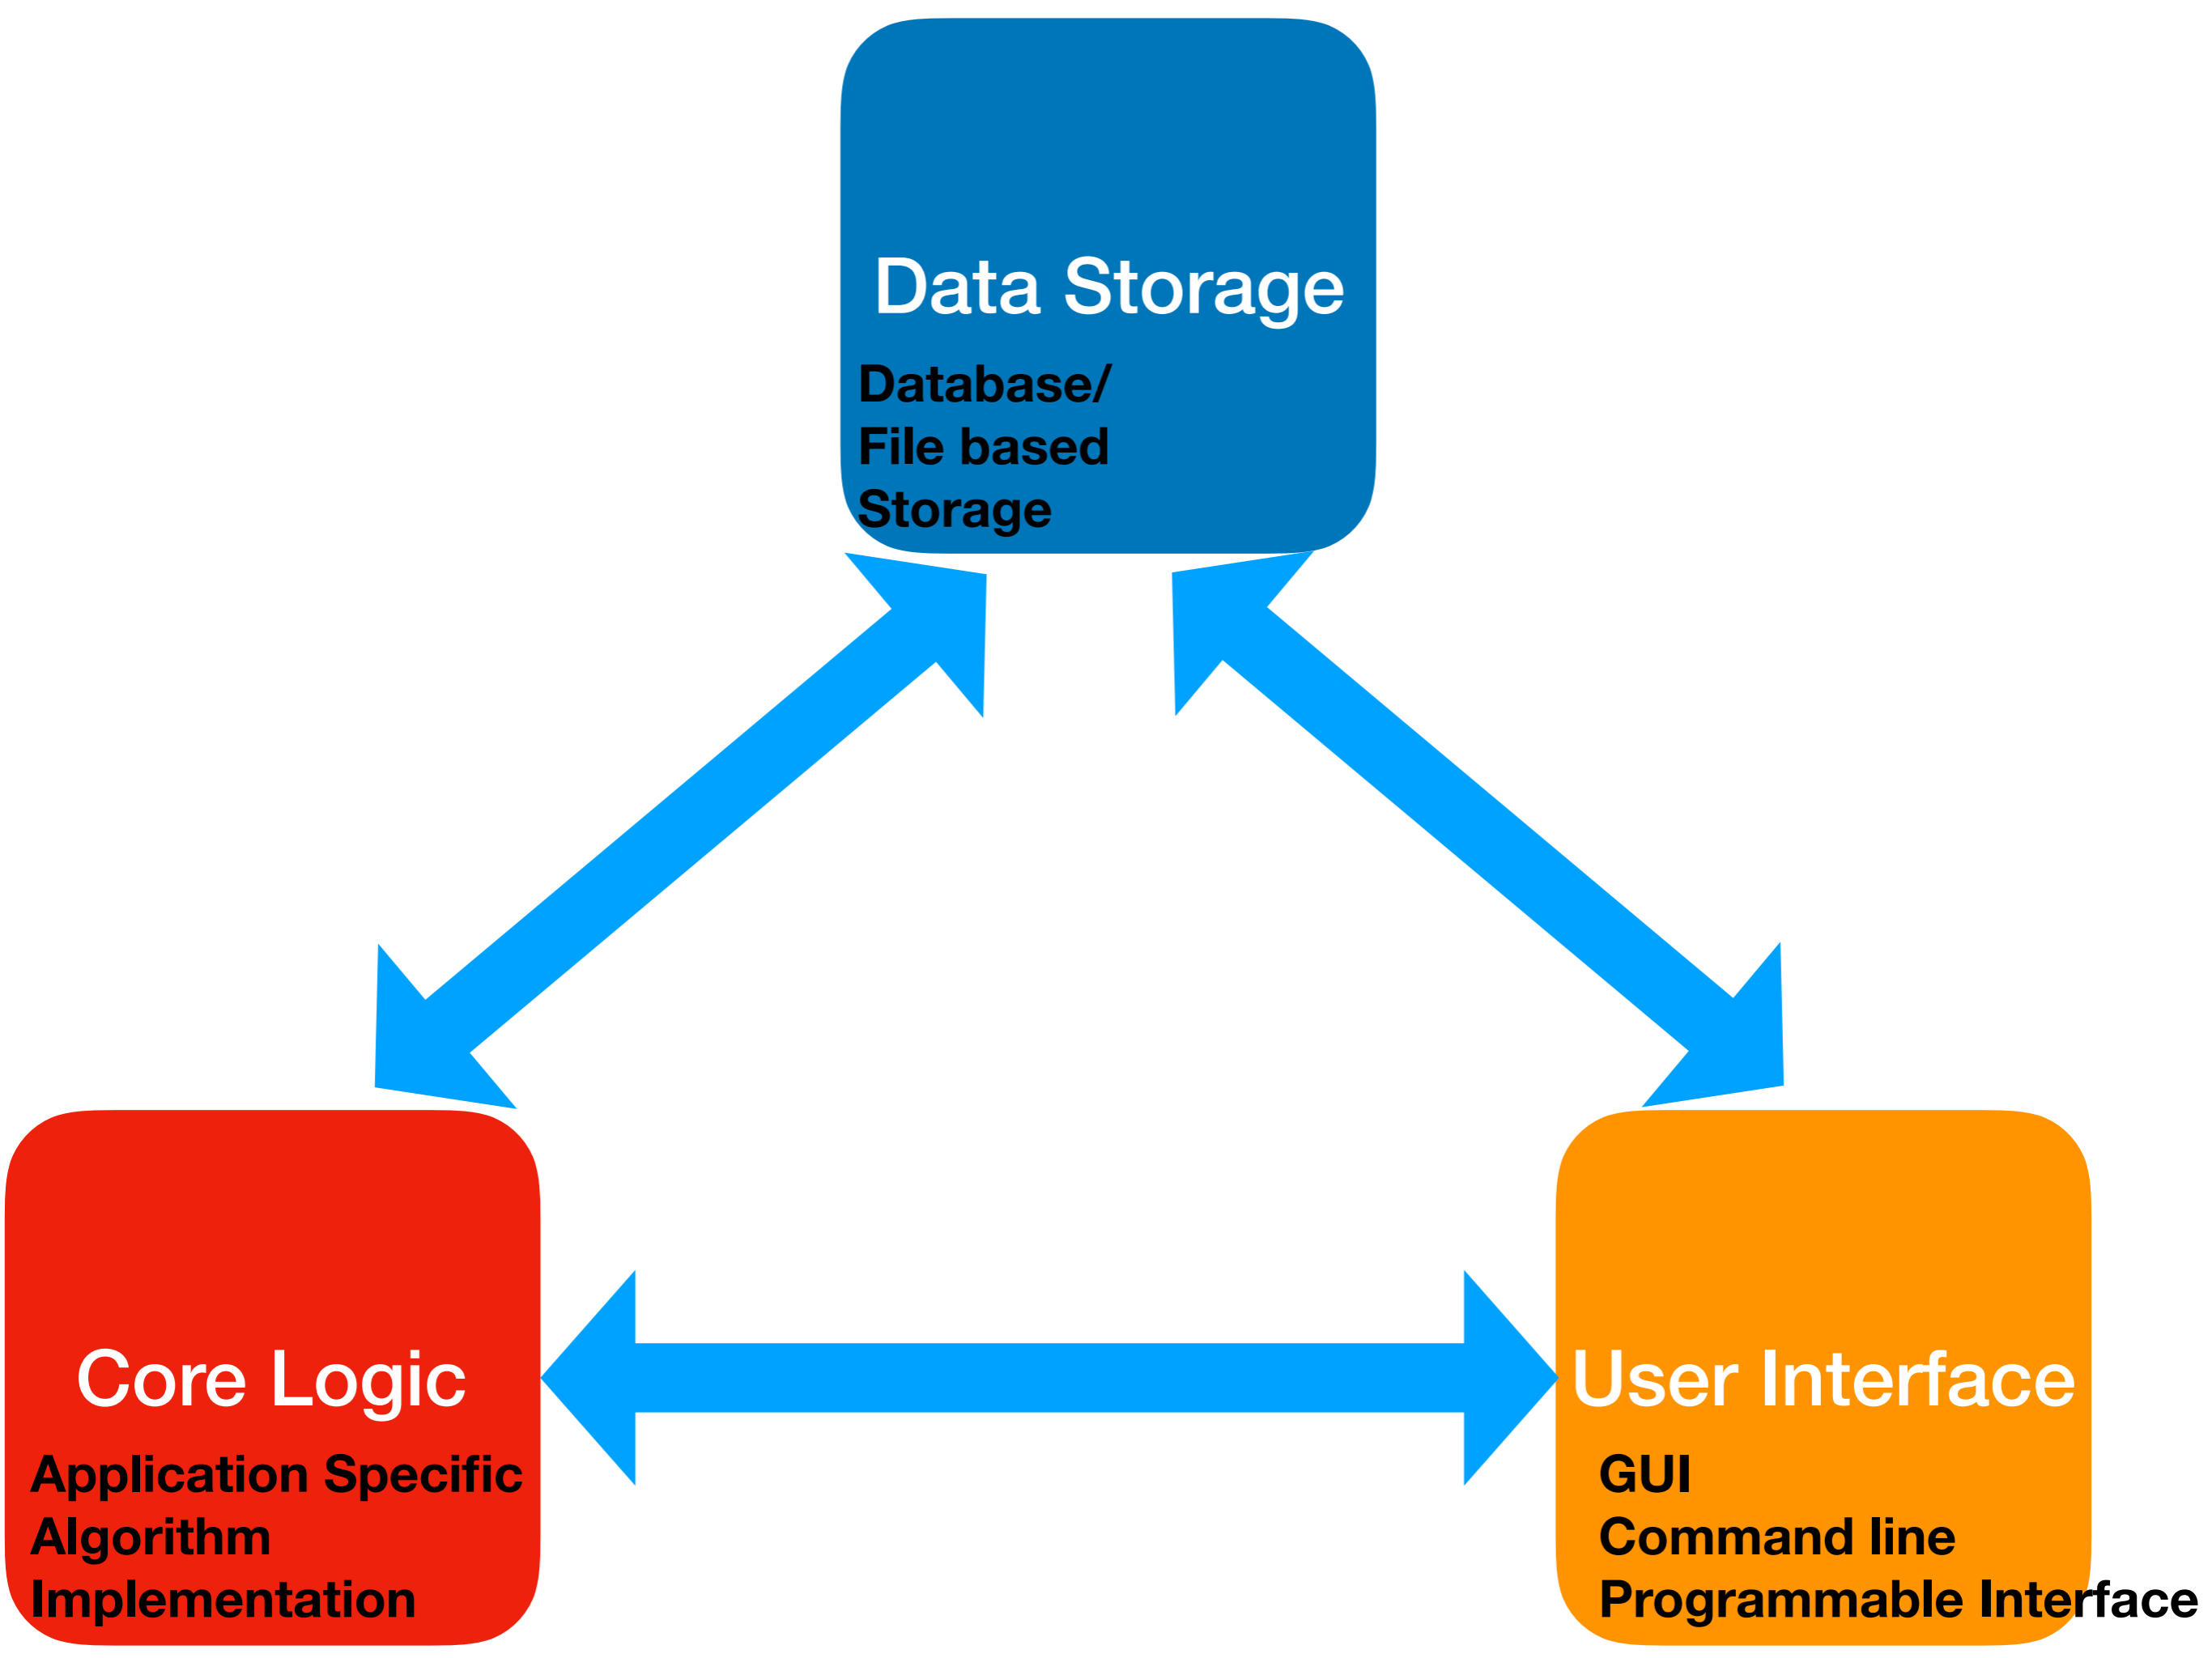 Data Storage
Database/
File based
Storage
Core Logic
Application Specific
Algorithm
Implementation
User Interface
GUI
Command line
Programmable Interface